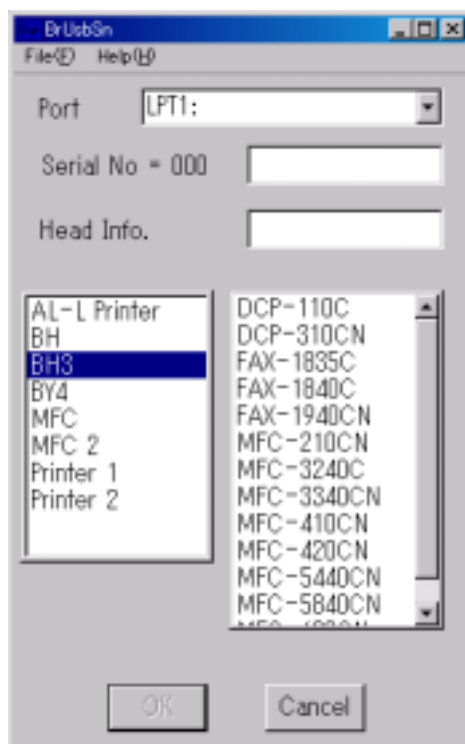 BrUsbSn
File(F) Help(H)
Port LPT1:
Serial No = 000
Head Info.
AL-L Printer
BH
BH3
BY4
MFC
MFC 2
Printer 1
Printer 2
DCP-110C
DCP-310CN
FAX-1835C
FAX-1840C
FAX-1940CN
MFC-210CN
MFC-3240C
MFC-3340CN
MFC-410CN
MFC-420CN
MFC-5440CN
MFC-5840CN
OK Cancel